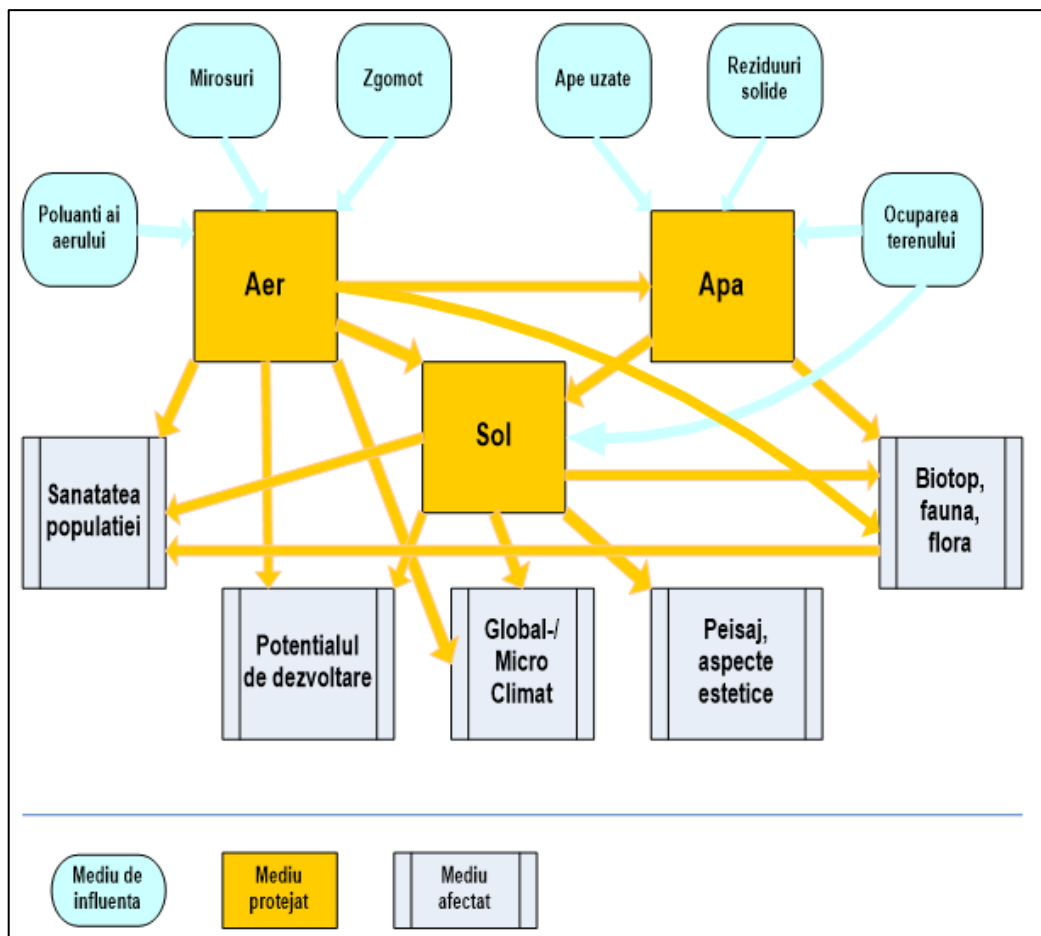 Mirosuri
Zgomot
Ape uzate
Reziduuri
solide
Poluanti ai
aerului
Ocuparea
terenului
Aer
Apa
Sol
Sanatatea
populatiei
Biotop,
fauna,
flora
Potentialul
de dezvoltare
Global-/
Micro
Climat
Peisaj,
aspecte
estetice
Mediu de
influenta
Mediu
protejat
Mediu
afectat